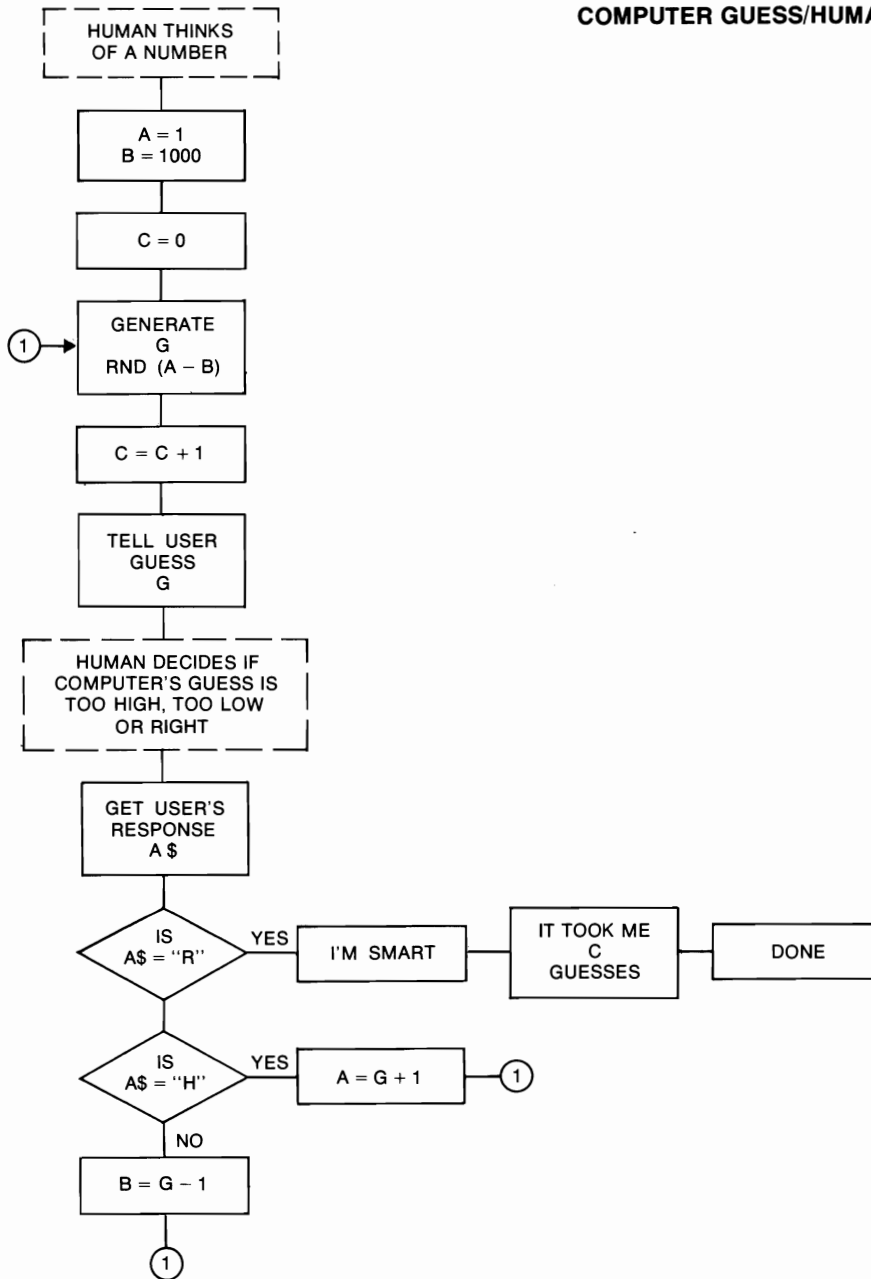 COMPUTER GUESS/HUMA
HUMAN THINKS
OF A NUMBER
A = 1
B = 1000
C = 0
1
GENERATE
G
RND (A – B)
C = C + 1
TELL USER
GUESS
G
HUMAN DECIDES IF
COMPUTER'S GUESS IS
TOO HIGH, TOO LOW
OR RIGHT
GET USER'S
RESPONSE
A $
IS
A$ = "R"
YES
I'M SMART
IT TOOK ME
C
GUESSES
DONE
IS
A$ = "H"
YES
A = G + 1
1
NO
B = G – 1
1